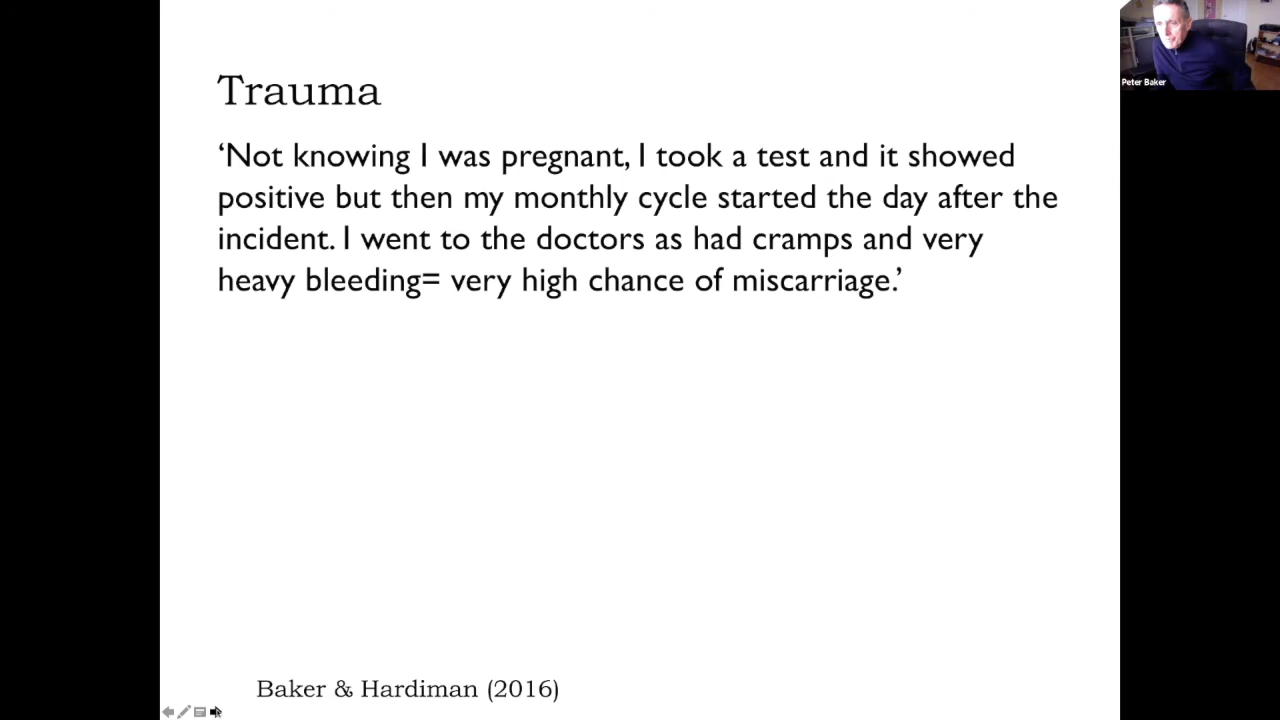 Trauma
‘Not knowing I was pregnant, I took a test and it showed
positive but then my monthly cycle started the day after the
incident. I went to the doctors as had cramps and very
heavy bleeding= very high chance of miscarriage.’
Baker & Hardiman (2016)
Peter Baker